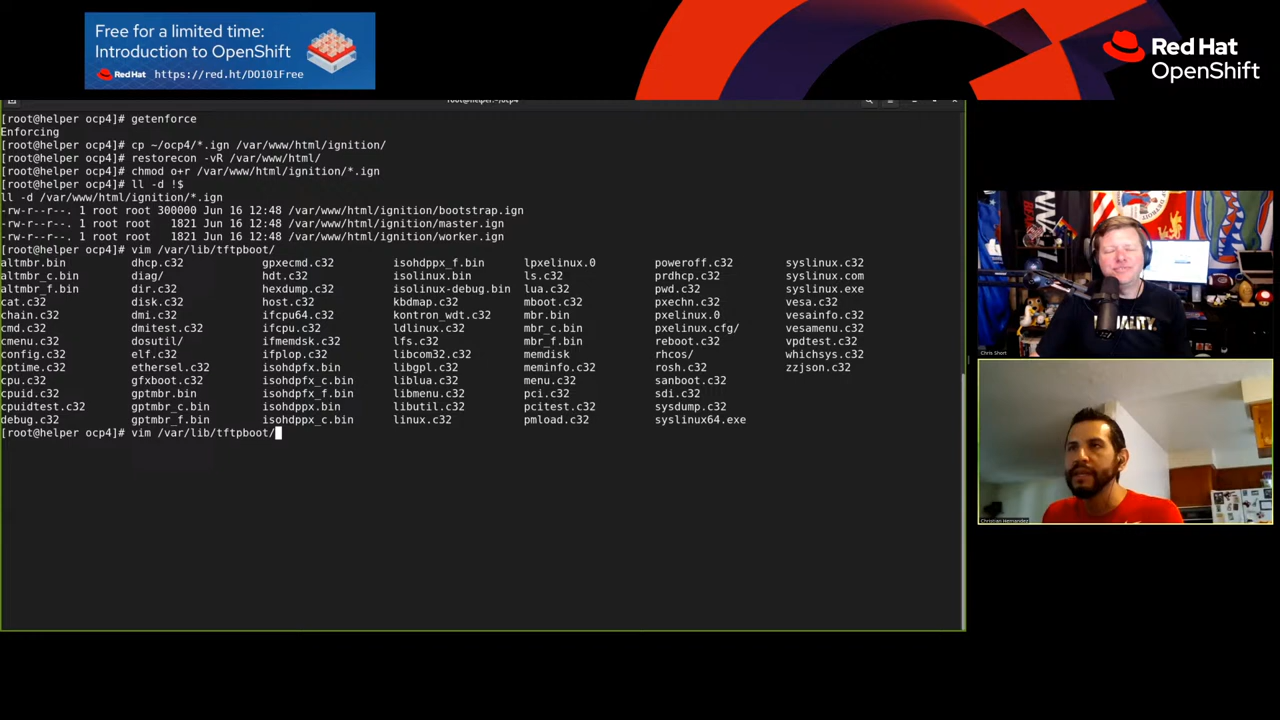 Free for a limited time:
Introduction to OpenShift
Red Hat https://red.ht/DO101Free
Red Hat
OpenShift
root@helper:~/ocp4
[root@helper ocp4]# getenforce
Enforcing
[root@helper ocp4]# cp ~/ocp4/*.ign /var/www/html/ignition/
[root@helper ocp4]# restorecon -vR /var/www/html/
[root@helper ocp4]# chmod o+r /var/www/html/ignition/*.ign
[root@helper ocp4]# ll -d !$
ll -d /var/www/html/ignition/*.ign
-rw-r--r--. 1 root root 300000 Jun 16 12:48 /var/www/html/ignition/bootstrap.ign
-rw-r--r--. 1 root root 1821 Jun 16 12:48 /var/www/html/ignition/master.ign
-rw-r--r--. 1 root root 1821 Jun 16 12:48 /var/www/html/ignition/worker.ign
[root@helper ocp4]# vim /var/lib/tftpboot/
altmbr.bin dhcp.c32 gpxecmd.c32 isohdppx_f.bin lpxelinux.0 poweroff.c32 syslinux.c32
altmbr_c.bin diag/ hdt.c32 isolinux.bin ls.c32 prdhcp.c32 syslinux.com
altmbr_f.bin dir.c32 hexdump.c32 isolinux-debug.bin lua.c32 pwd.c32 syslinux.exe
cat.c32 disk.c32 host.c32 kbdmap.c32 mboot.c32 pxechn.c32 vesa.c32
chain.c32 dmi.c32 ifcpu64.c32 kontron_wdt.c32 mbr.bin pxelinux.0 vesainfo.c32
cmd.c32 dmitest.c32 ifcpu.c32 ldlinux.c32 mbr_c.bin pxelinux.cfg/ vesamenu.c32
cmenu.c32 dosutil/ ifmemdsk.c32 lfs.c32 mbr_f.bin reboot.c32 vpdtest.c32
config.c32 elf.c32 ifplop.c32 libcom32.c32 memdisk rhcos/ whichsys.c32
cptime.c32 ethersel.c32 isohdpfx.bin libgpl.c32 meminfo.c32 rosh.c32 zzjson.c32
cpu.c32 gfxboot.c32 isohdpfx_c.bin liblua.c32 menu.c32 sanboot.c32
cpuid.c32 gptmbr.bin isohdpfx_f.bin libmenu.c32 pci.c32 sdi.c32
cpuidtest.c32 gptmbr_c.bin isohdppx.bin libutil.c32 pcitest.c32 sysdump.c32
debug.c32 gptmbr_f.bin isohdppx_c.bin linux.c32 pmload.c32 syslinux64.exe
[root@helper ocp4]# vim /var/lib/tftpboot/
Chris Short
Christian Hernandez